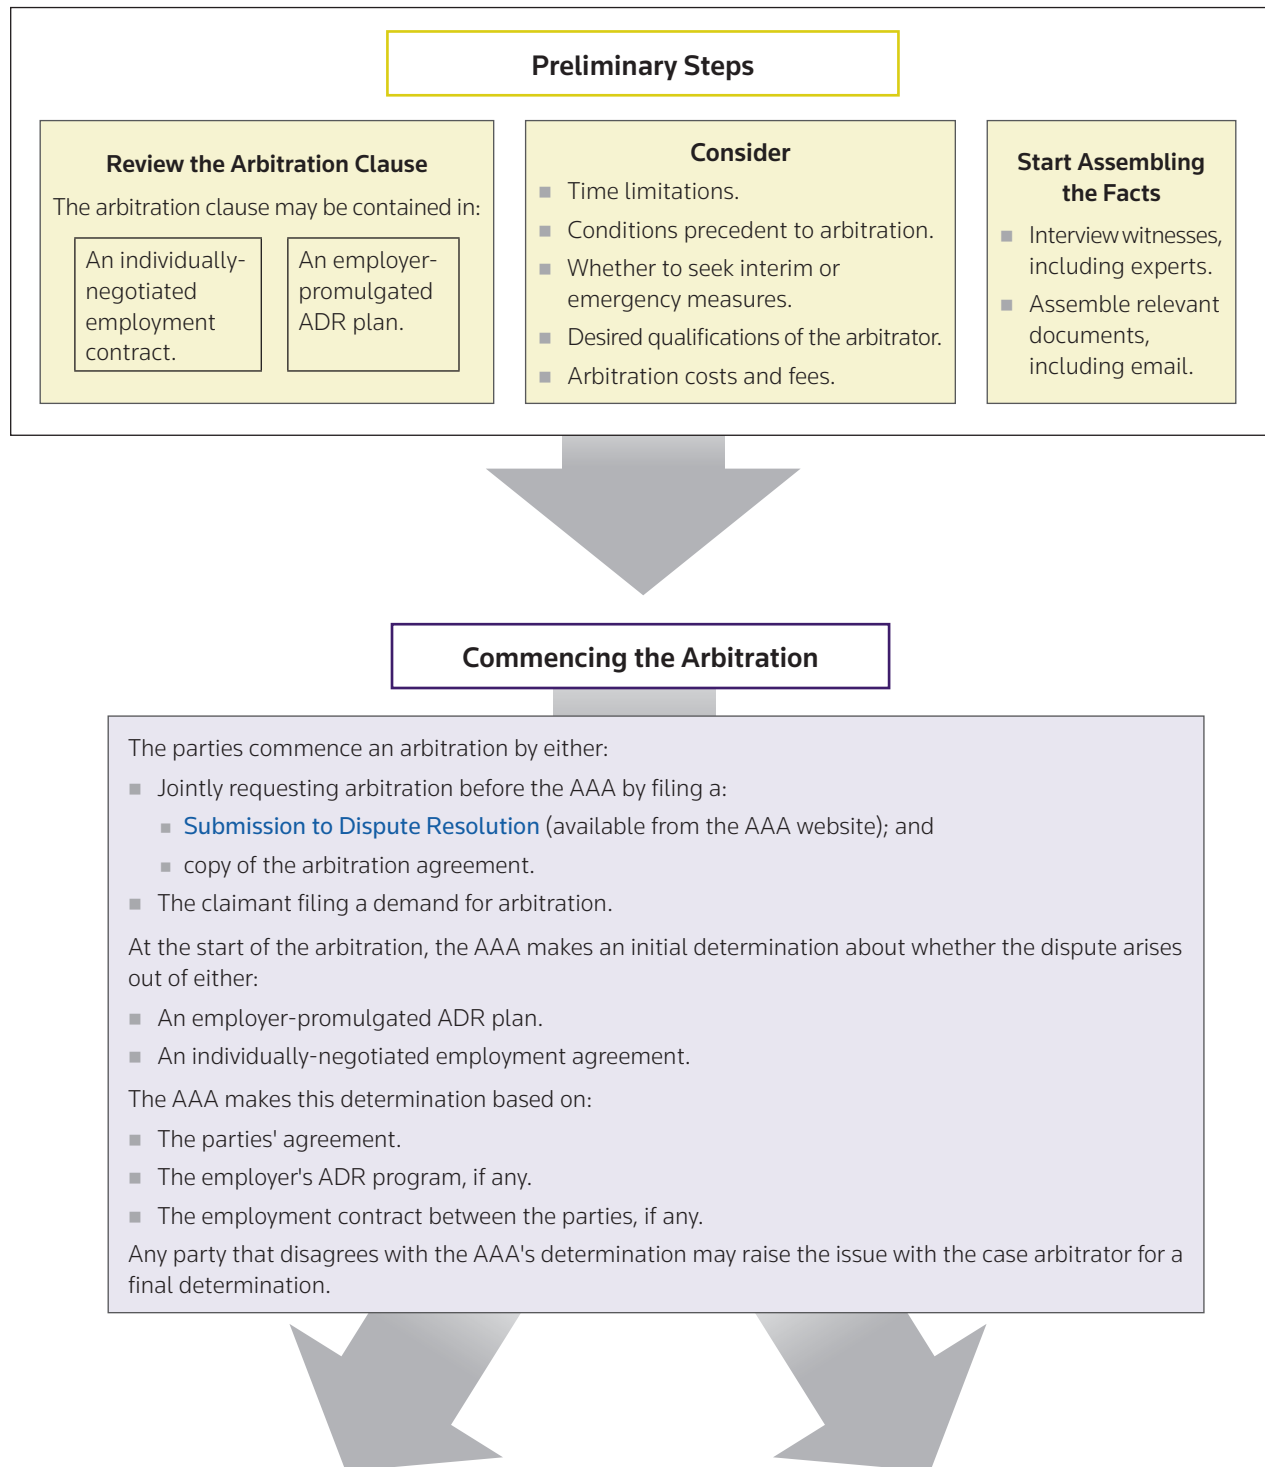 Preliminary Steps
Review the Arbitration Clause
The arbitration clause may be contained in:
An individually-
negotiated
employment
contract.
An employer-
promulgated
ADR plan.
Consider
Time limitations.
Conditions precedent to arbitration.
Whether to seek interim or
emergency measures.
Desired qualifications of the arbitrator.
Arbitration costs and fees.
Start Assembling
the Facts
Interview witnesses,
including experts.
Assemble relevant
documents,
including email.
Commencing the Arbitration
The parties commence an arbitration by either:
Jointly requesting arbitration before the AAA by filing a:
Submission to Dispute Resolution (available from the AAA website); and
copy of the arbitration agreement.
The claimant filing a demand for arbitration.
At the start of the arbitration, the AAA makes an initial determination about whether the dispute arises
out of either:
An employer-promulgated ADR plan.
An individually-negotiated employment agreement.
The AAA makes this determination based on:
The parties' agreement.
The employer's ADR program, if any.
The employment contract between the parties, if any.
Any party that disagrees with the AAA's determination may raise the issue with the case arbitrator for a
final determination.